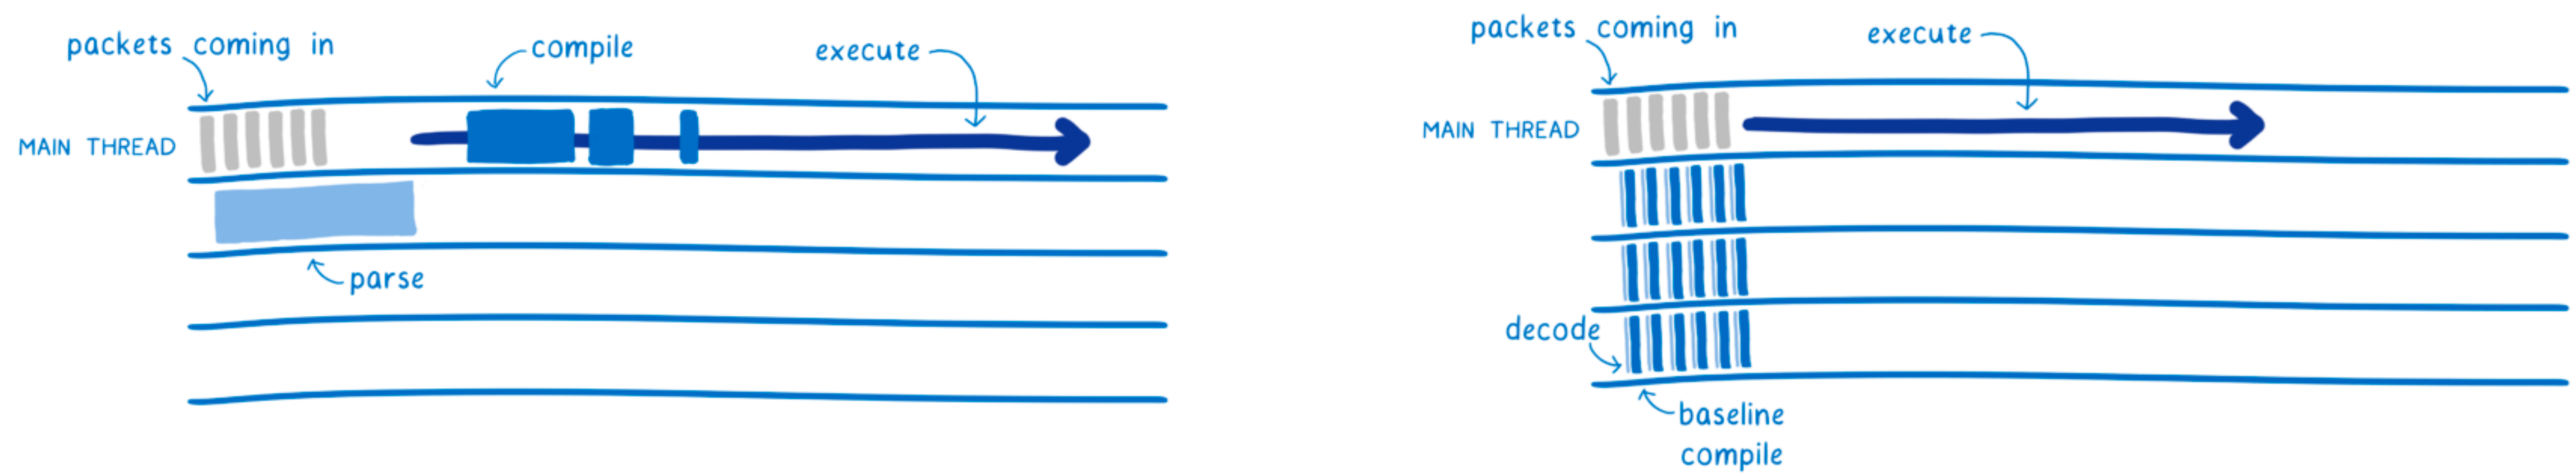 packets coming in
compile
execute
MAIN THREAD
parse
packets coming in
execute
MAIN THREAD
decode
baseline
compile